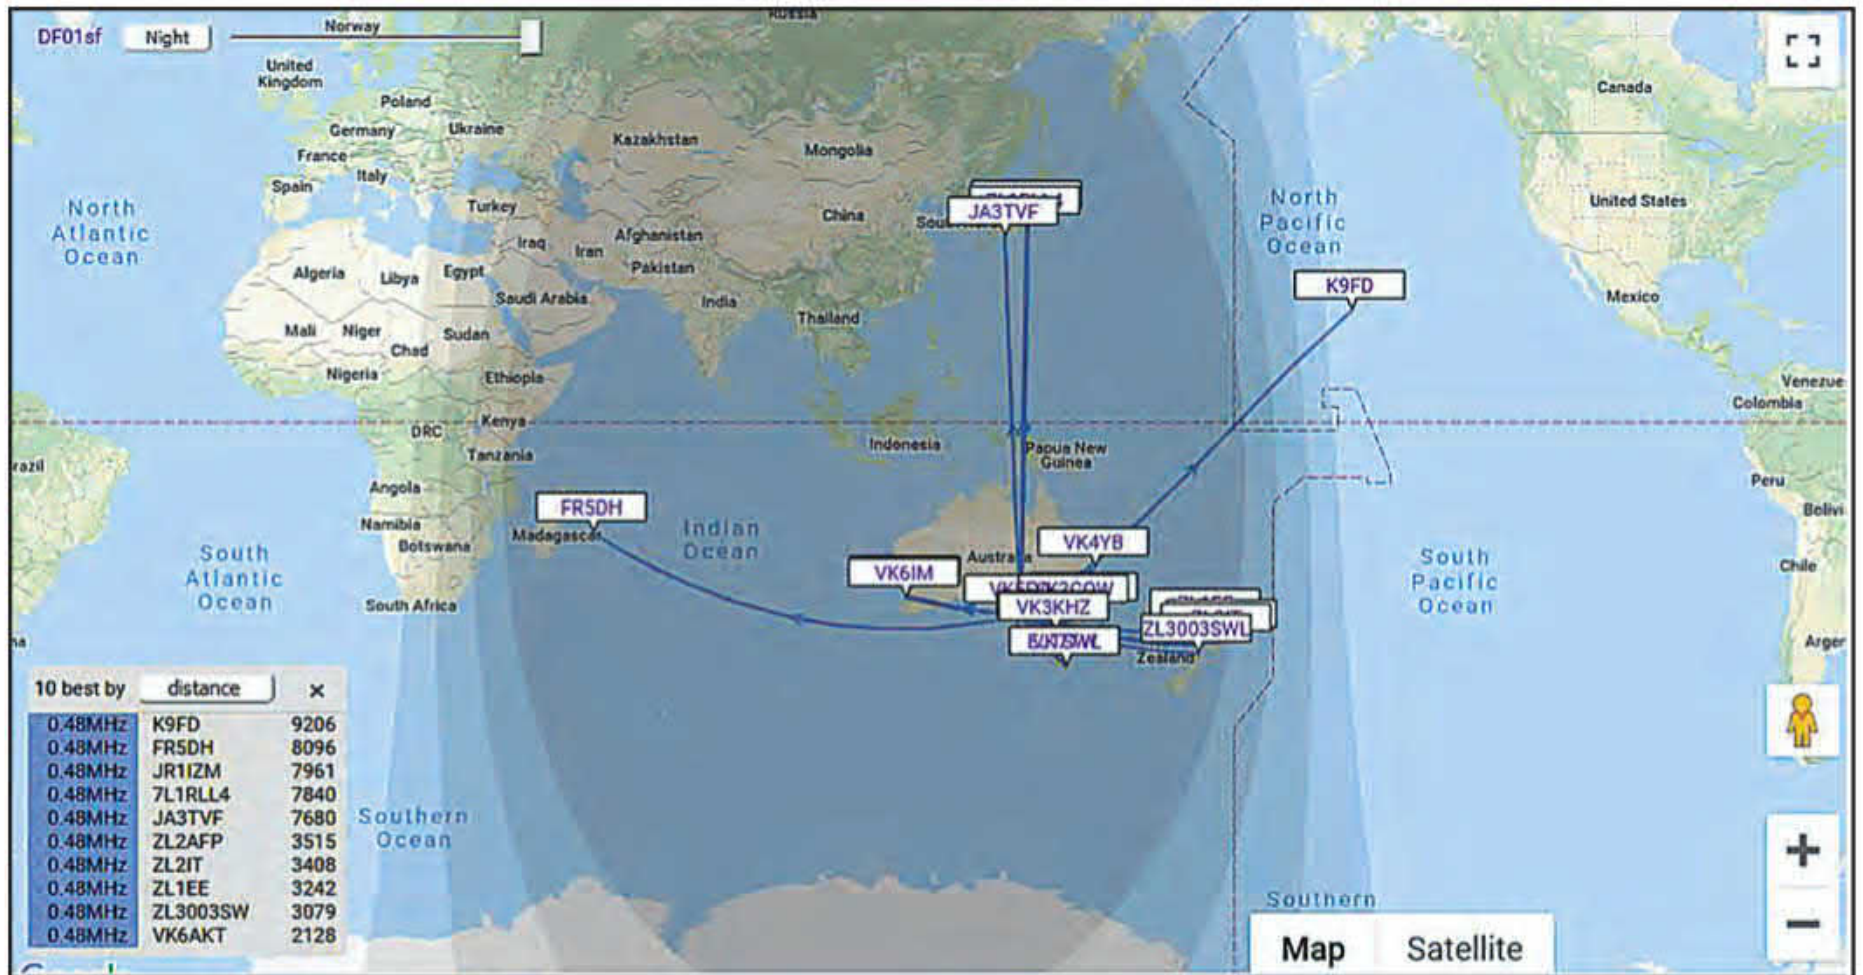 Russia
DF01sf
Night
Norway
United
Kingdom
Poland
Germany
Ukraine
France
Italy
Spain
Turkey
Kazakhstan
Mongolia
China
Canada
United States
Mexico
North
Atlantic
Ocean
North
Pacific
Ocean
JA3TVF
K9FD
Iraq
Iran
Afghanistan
Pakistan
Algeria
Libya
Egypt
Saudi Arabia
India
Thailand
Mali
Niger
Chad
Sudan
Nigeria
Ethiopia
Kenya
DRC
Tanzania
Indonesia
Papua New
Guinea
Venezue
Colombia
Peru
Bolivi
Chile
razil
Angola
Namibia
Botswana
South Africa
FR5DH
Madagascar
Indian
Ocean
South
Atlantic
Ocean
South
Pacific
Ocean
VK4YB
VK6IM
VK3KHZ
ZL3003SWL
Zealand
na
Arger
10 best by distance ×
0.48MHz K9FD 9206
0.48MHz FR5DH 8096
0.48MHz JR1IZM 7961
0.48MHz 7L1RLL4 7840
0.48MHz JA3TVF 7680
0.48MHz ZL2AFP 3515
0.48MHz ZL2IT 3408
0.48MHz ZL1EE 3242
0.48MHz ZL3003SW 3079
0.48MHz VK6AKT 2128
Southern
Ocean
Southern
Map
Satellite
+
−